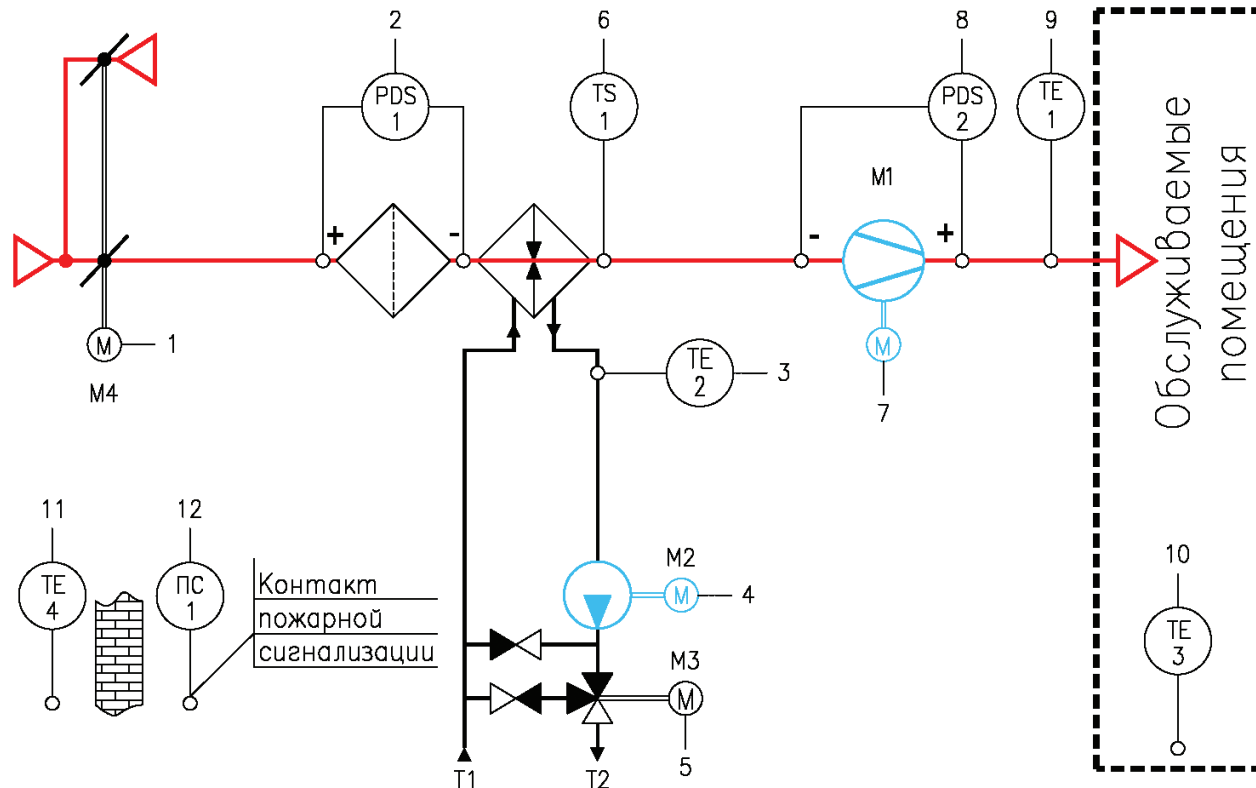 2
6
8
9
PDS
1
TS
1
PDS
2
TE
1
M1
+
-
-
+
M
1
M4
M
7
TE
2
3
Обслуживаемые
помещения
11
12
TE
4
ПС
1
Контакт
пожарной
сигнализации
M2
M
4
M3
M
5
T1
T2
10
TE
3